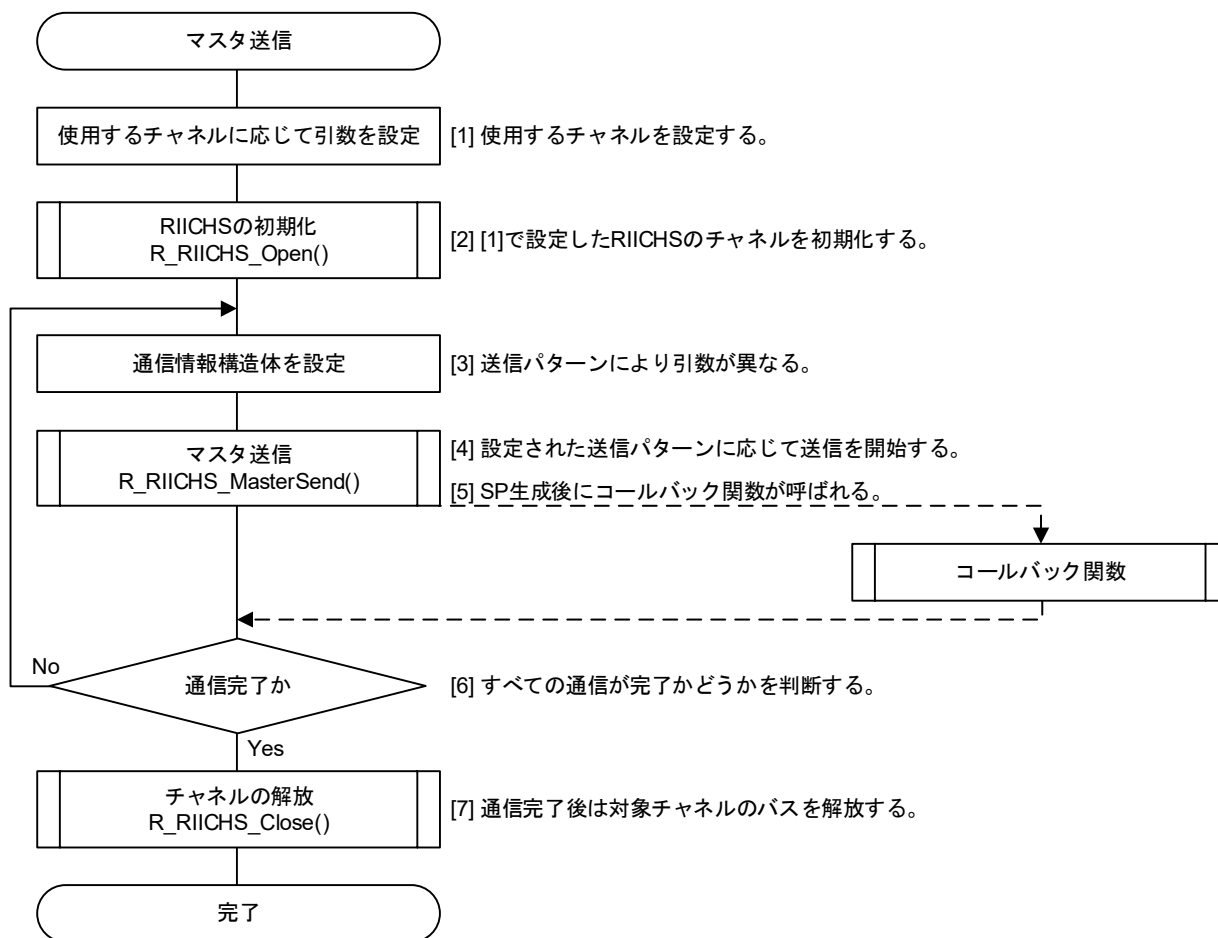 マスタ送信
使用するチャネルに応じて引数を設定
[1] 使用するチャネルを設定する。
RIICHSの初期化
R_RIICHS_Open()
[2] [1]で設定したRIICHSのチャネルを初期化する。
通信情報構造体を設定
[3] 送信パターンにより引数が異なる。
マスタ送信
R_RIICHS_MasterSend()
[4] 設定された送信パターンに応じて送信を開始する。
[5] SP生成後にコールバック関数が呼ばれる。
コールバック関数
No
通信完了か
[6] すべての通信が完了かどうかを判断する。
Yes
チャネルの解放
R_RIICHS_Close()
[7] 通信完了後は対象チャネルのバスを解放する。
完了